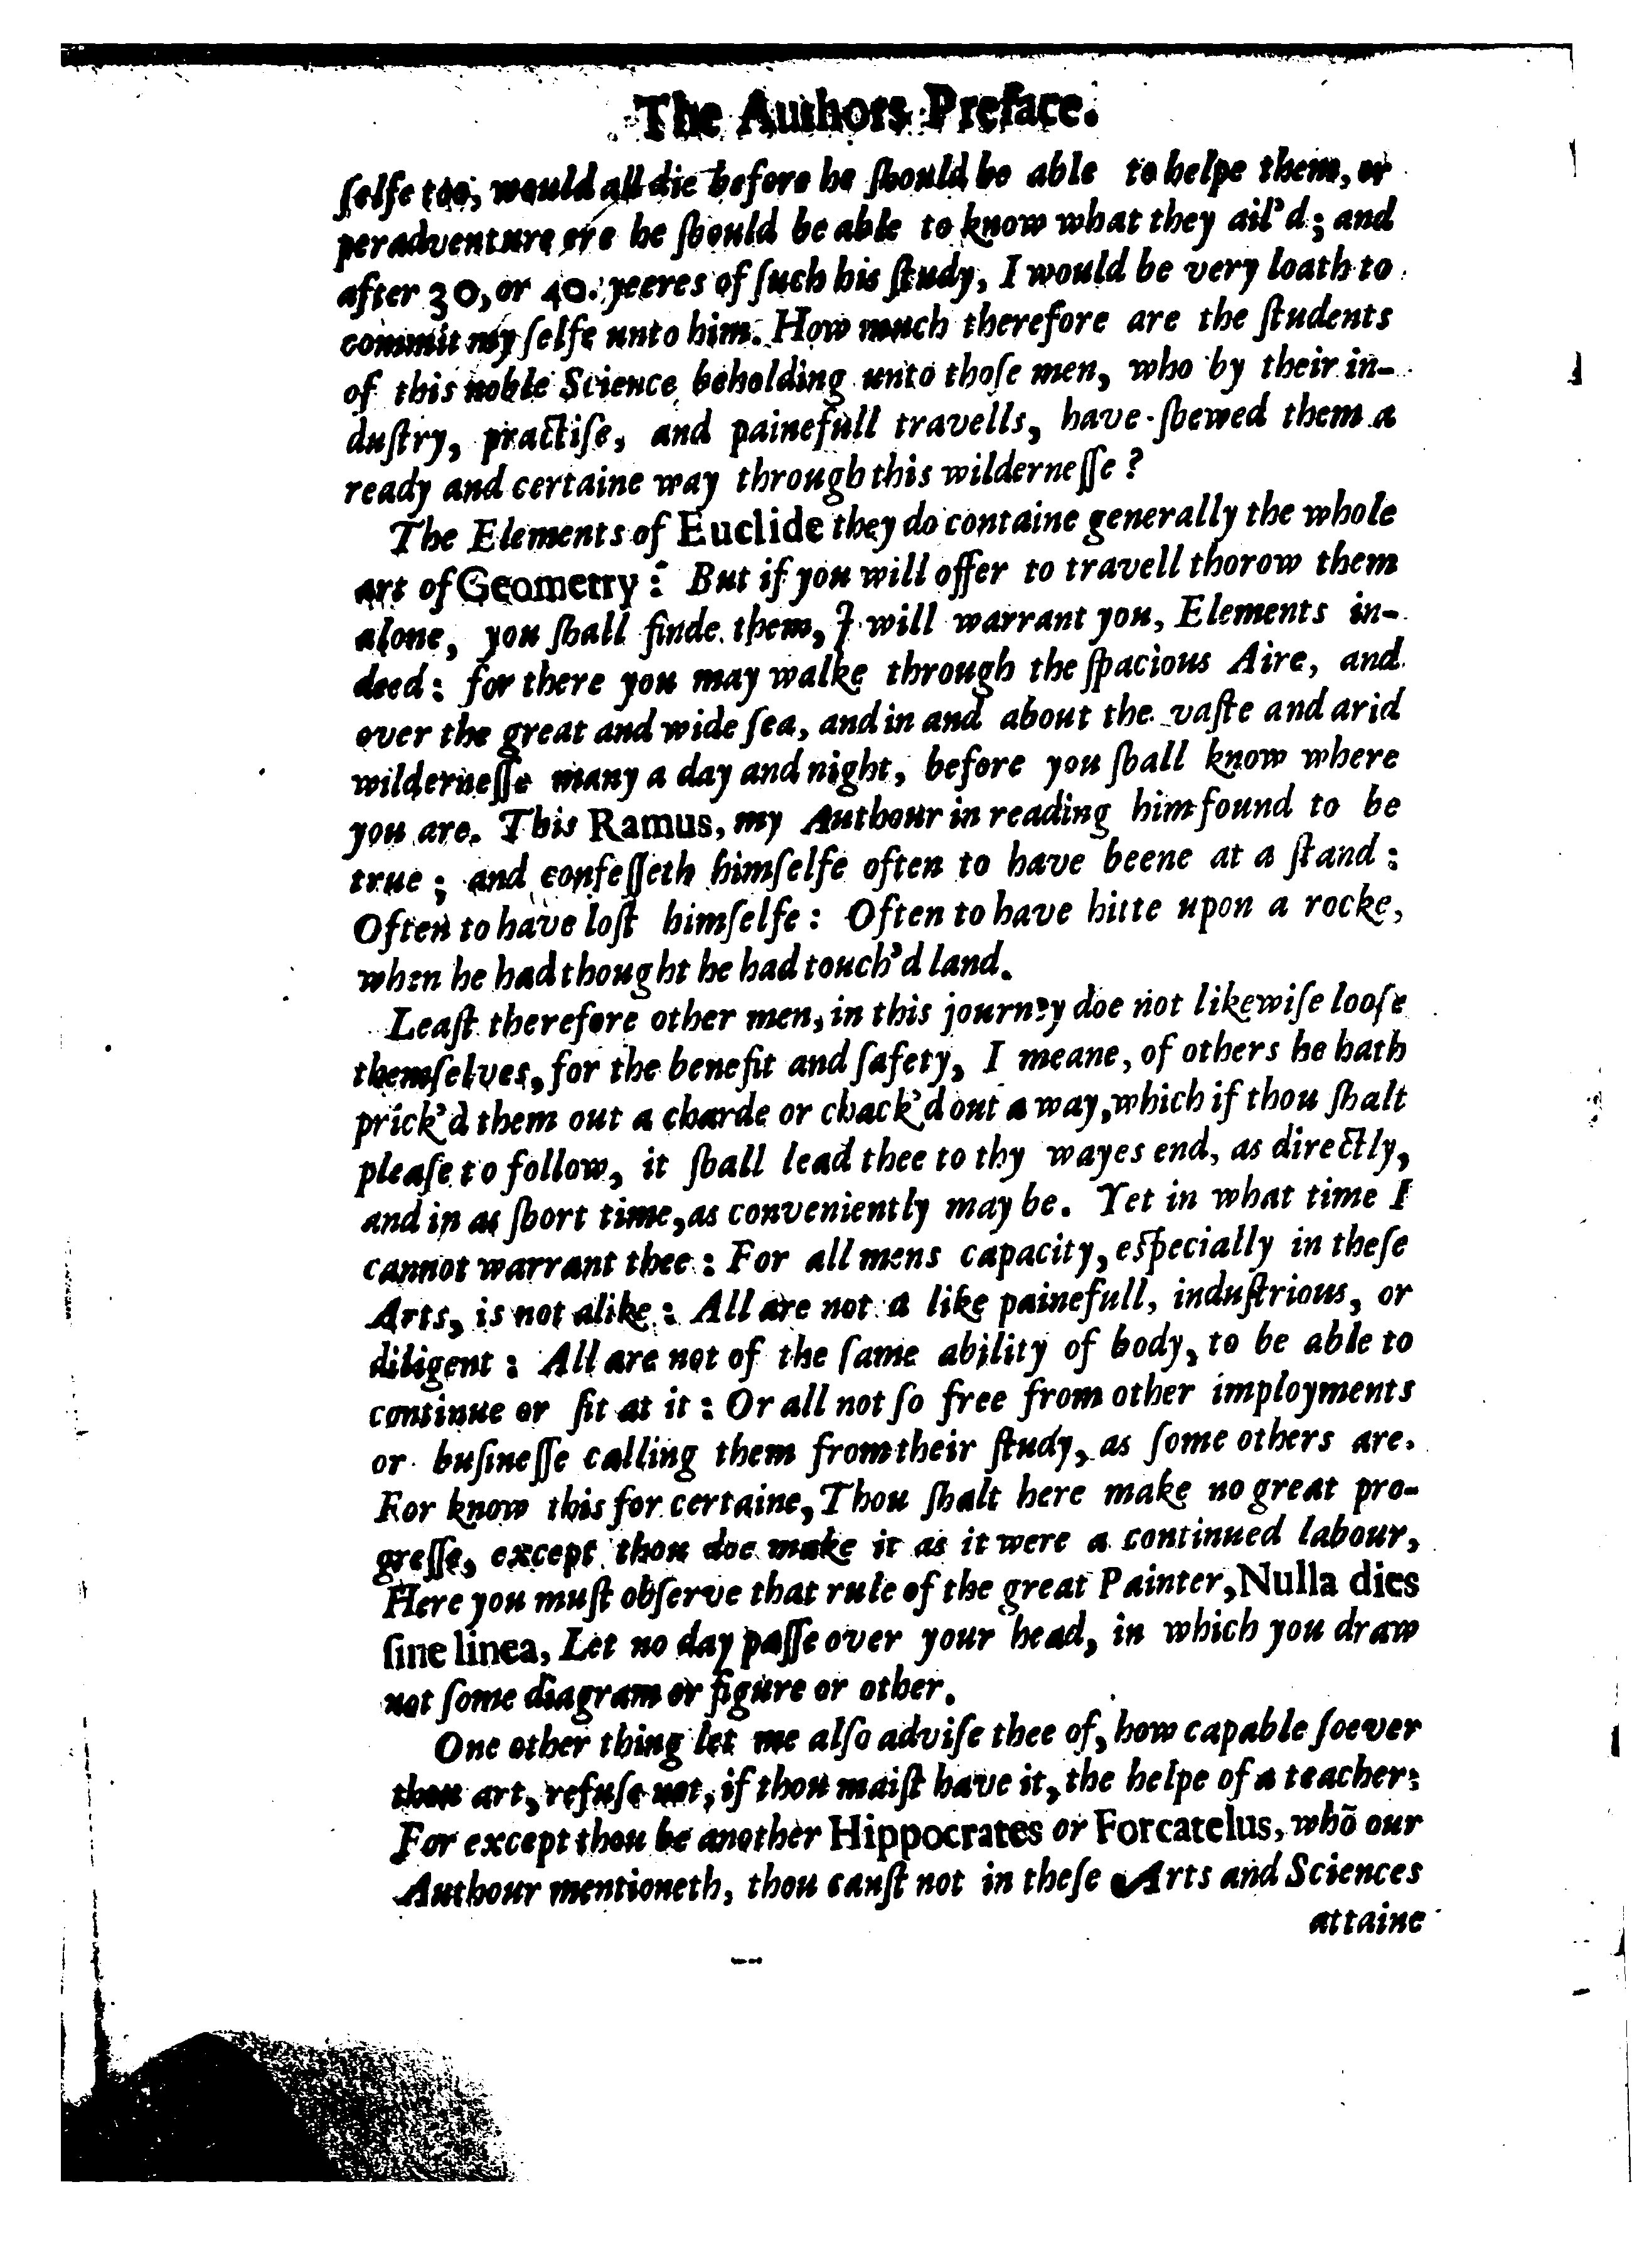 The Authors Preface.
ſelfe too, would all die before he ſhould be able to helpe them, or
peradventure ere he ſhould be able to know what they ail'd; and
after 30, or 40. yeeres of ſuch his ſtudy, I would be very loath to
commit my ſelfe unto him. How much therefore are the ſtudents
of this noble Science beholding unto thoſe men, who by their in-
duſtry, practiſe, and painefull travells, have ſhewed them a
ready and certaine way through this wilderneſſe?
The Elements of Euclide they do containe generally the whole
art of Geometry: But if you will offer to travell thorow them
alone, you ſhall finde them, I will warrant you, Elements in-
deed: for there you may walke through the ſpacious Aire, and
over the great and wide ſea, and in and about the vaſte and arid
wilderneſſe many a day and night, before you ſhall know where
you are. This Ramus, my Authour in reading him found to be
true; and confeſſeth himſelfe often to have beene at a ſtand:
Often to have loſt himſelfe: Often to have hitte upon a rocke,
when he had thought he had touch'd land.
Leaſt therefore other men, in this journey doe not likewiſe looſe
themſelves, for the benefit and ſafety, I meane, of others he hath
prick'd them out a charde or chack'd out a way, which if thou ſhalt
pleaſe to follow, it ſhall lead thee to thy wayes end, as directly,
and in as ſhort time, as conveniently may be. Yet in what time I
cannot warrant thee: For all mens capacity, eſpecially in theſe
Arts, is not alike: All are not a like painefull, induſtrious, or
diligent: All are not of the ſame ability of body, to be able to
continue or ſit at it: Or all not ſo free from other imployments
or buſineſſe calling them from their ſtudy, as ſome others are.
For know this for certaine, Thou ſhalt here make no great pro-
greſſe, except thou doe make it as it were a continued labour,
Here you muſt obſerve that rule of the great Painter, Nulla dies
ſine linea, Let no day paſſe over your head, in which you draw
not ſome diagram or figure or other.
One other thing let me alſo adviſe thee of, how capable ſoever
thou art, refuſe not, if thou maiſt have it, the helpe of a teacher:
For except thou be another Hippocrates or Forcatelus, whõ our
Authour mentioneth, thou canſt not in theſe Arts and Sciences
attaine